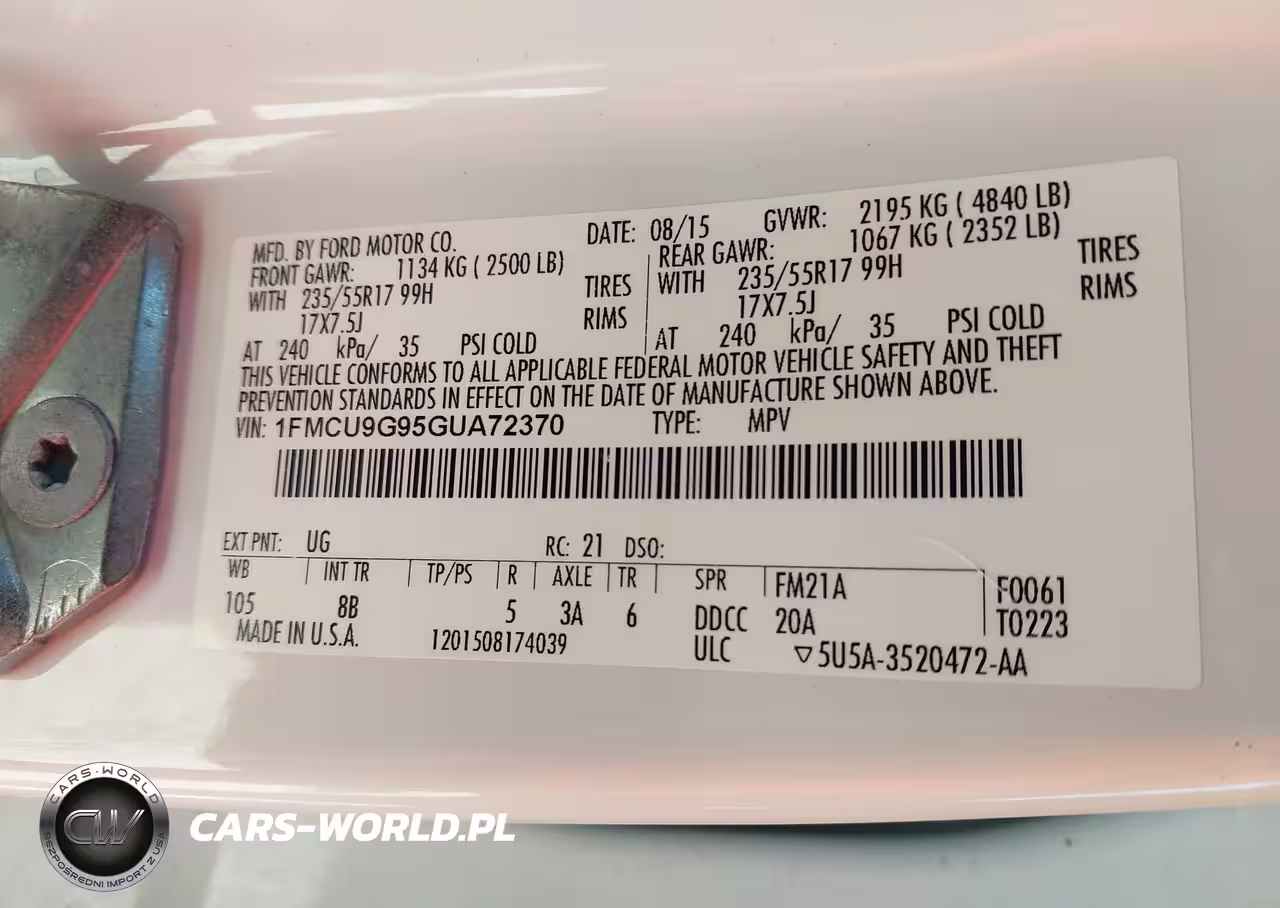 MFD. BY FORD MOTOR CO. DATE: 08/15 GVWR: 2195 KG ( 4840 LB)
FRONT GAWR: 1134 KG ( 2500 LB) REAR GAWR: 1067 KG ( 2352 LB)
WITH 235/55R17 99H TIRES WITH 235/55R17 99H TIRES
17X7.5J RIMS 17X7.5J RIMS
AT 240 kPa/ 35 PSI COLD AT 240 kPa/ 35 PSI COLD
THIS VEHICLE CONFORMS TO ALL APPLICABLE FEDERAL MOTOR VEHICLE SAFETY AND THEFT
PREVENTION STANDARDS IN EFFECT ON THE DATE OF MANUFACTURE SHOWN ABOVE.
VIN: 1FMCU9G95GUA72370 TYPE: MPV
EXT PNT: UG RC: 21 DSO:
WB INT TR TP/PS R AXLE TR SPR FM21A F0061
105 8B 5 3A 6 DDCC 20A T0223
MADE IN U.S.A. 1201508174039 ULC ▽5U5A-3520472-AA
CARS-WORLD
CW
BEZPOŚREDNI IMPORT Z USA
CARS-WORLD.PL